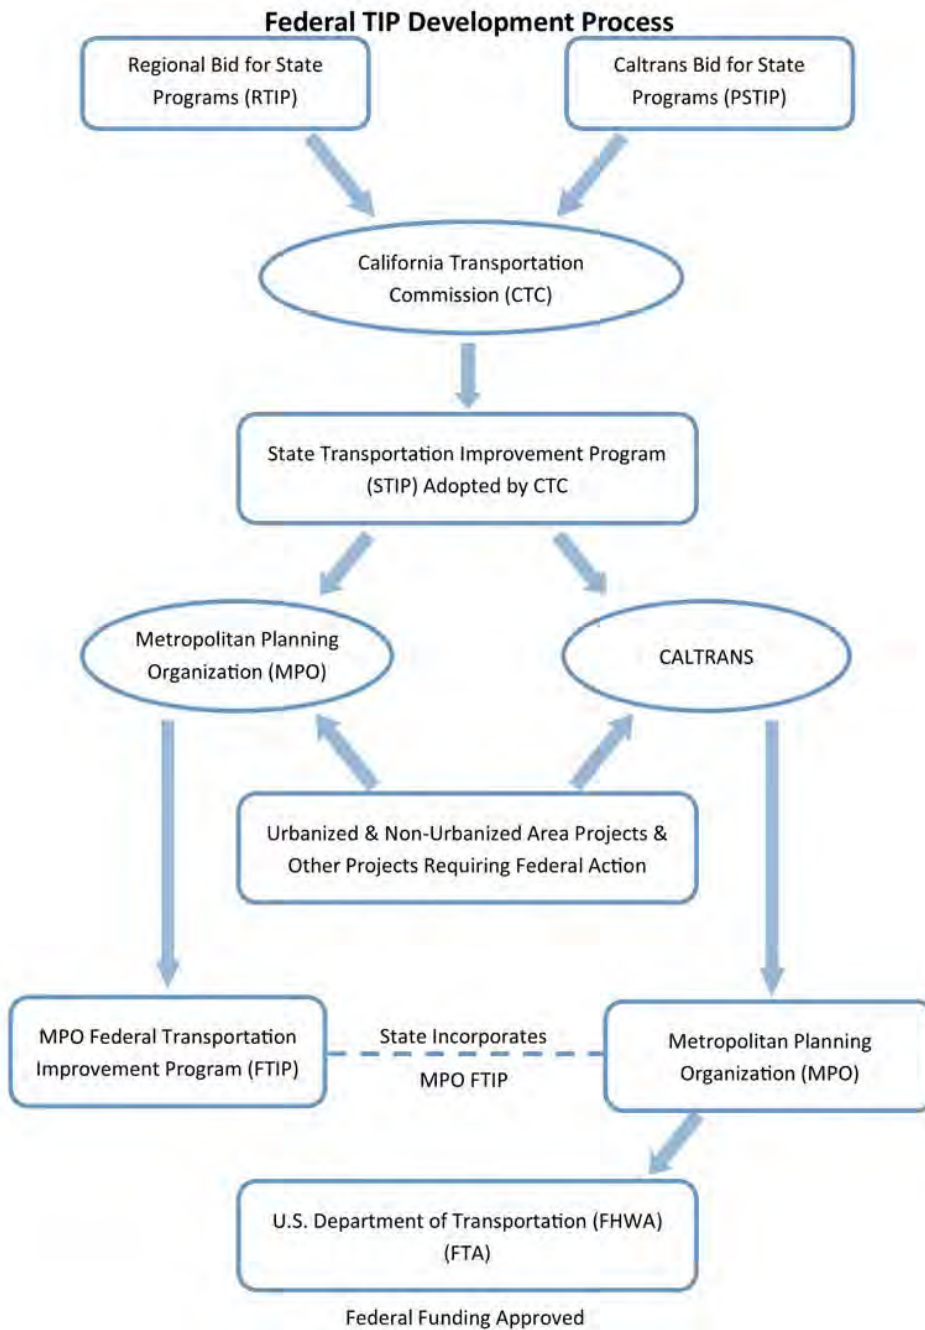 Federal TIP Development Process
Regional Bid for State
Programs (RTIP)
Caltrans Bid for State
Programs (PSTIP)
California Transportation
Commission (CTC)
State Transportation Improvement Program
(STIP) Adopted by CTC
Metropolitan Planning
Organization (MPO)
CALTRANS
Urbanized & Non-Urbanized Area Projects &
Other Projects Requiring Federal Action
MPO Federal Transportation
Improvement Program (FTIP)
State Incorporates
MPO FTIP
Metropolitan Planning
Organization (MPO)
U.S. Department of Transportation (FHWA)
(FTA)
Federal Funding Approved